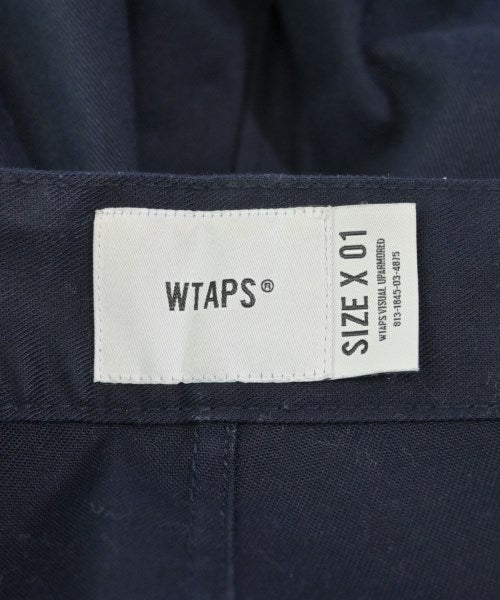 WTAPS®
SIZE X 01
WTAPS VISUAL UPARMORED
813-1845-03-4875